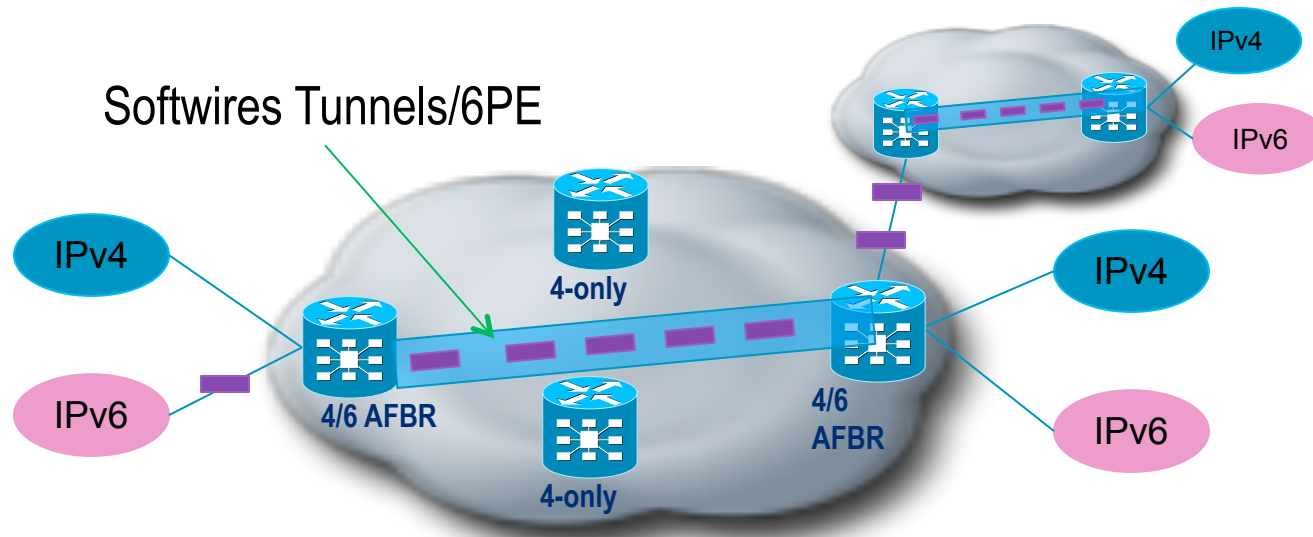 IPv4
IPv6
Softwires Tunnels/6PE
4-only
IPv4
IPv4
IPv6
4/6 AFBR
4/6
AFBR
IPv6
4-only